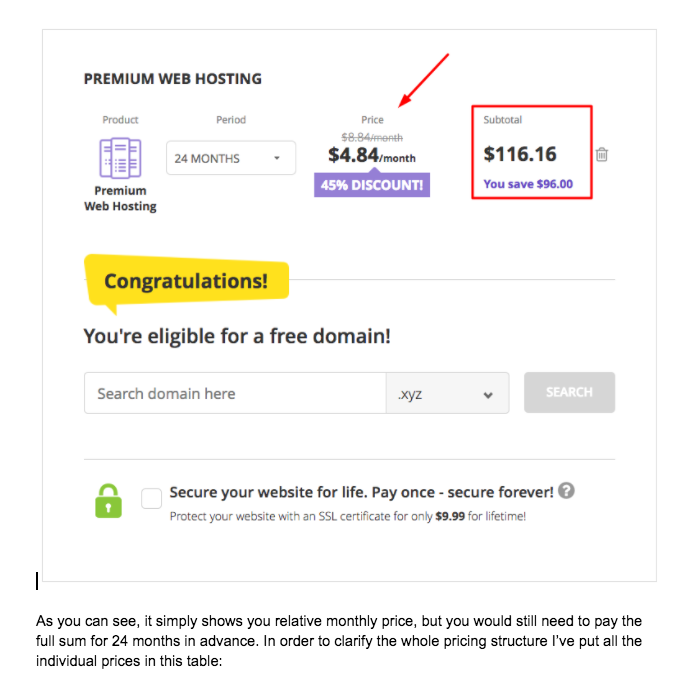 PREMIUM WEB HOSTING
Product Period Price Subtotal
$8.84/month
24 MONTHS $4.84/month $116.16
45% DISCOUNT! You save $96.00
Premium
Web Hosting
Congratulations!
You're eligible for a free domain!
Search domain here .xyz SEARCH
Secure your website for life. Pay once - secure forever! ?
Protect your website with an SSL certificate for only $9.99 for lifetime!
As you can see, it simply shows you relative monthly price, but you would still need to pay the
full sum for 24 months in advance. In order to clarify the whole pricing structure I've put all the
individual prices in this table: